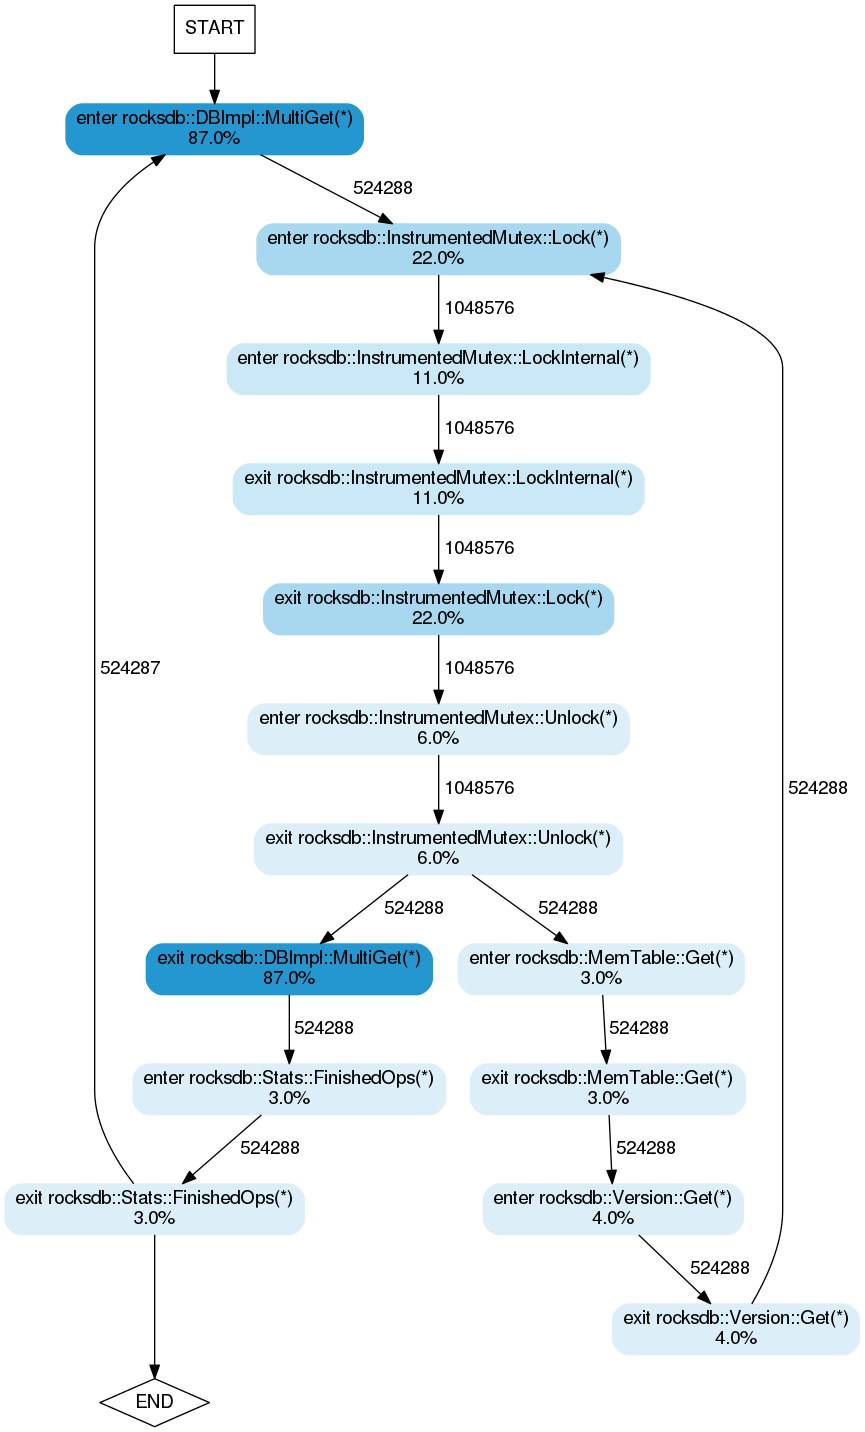 START
enter rocksdb::DBImpl::MultiGet(*)
87.0%
524288
enter rocksdb::InstrumentedMutex::Lock(*)
22.0%
1048576
enter rocksdb::InstrumentedMutex::LockInternal(*)
11.0%
1048576
exit rocksdb::InstrumentedMutex::LockInternal(*)
11.0%
1048576
exit rocksdb::InstrumentedMutex::Lock(*)
22.0%
524287
1048576
enter rocksdb::InstrumentedMutex::Unlock(*)
6.0%
1048576
524288
exit rocksdb::InstrumentedMutex::Unlock(*)
6.0%
524288
524288
exit rocksdb::DBImpl::MultiGet(*)
87.0%
enter rocksdb::MemTable::Get(*)
3.0%
524288
524288
enter rocksdb::Stats::FinishedOps(*)
3.0%
exit rocksdb::MemTable::Get(*)
3.0%
524288
524288
exit rocksdb::Stats::FinishedOps(*)
3.0%
enter rocksdb::Version::Get(*)
4.0%
524288
exit rocksdb::Version::Get(*)
4.0%
END